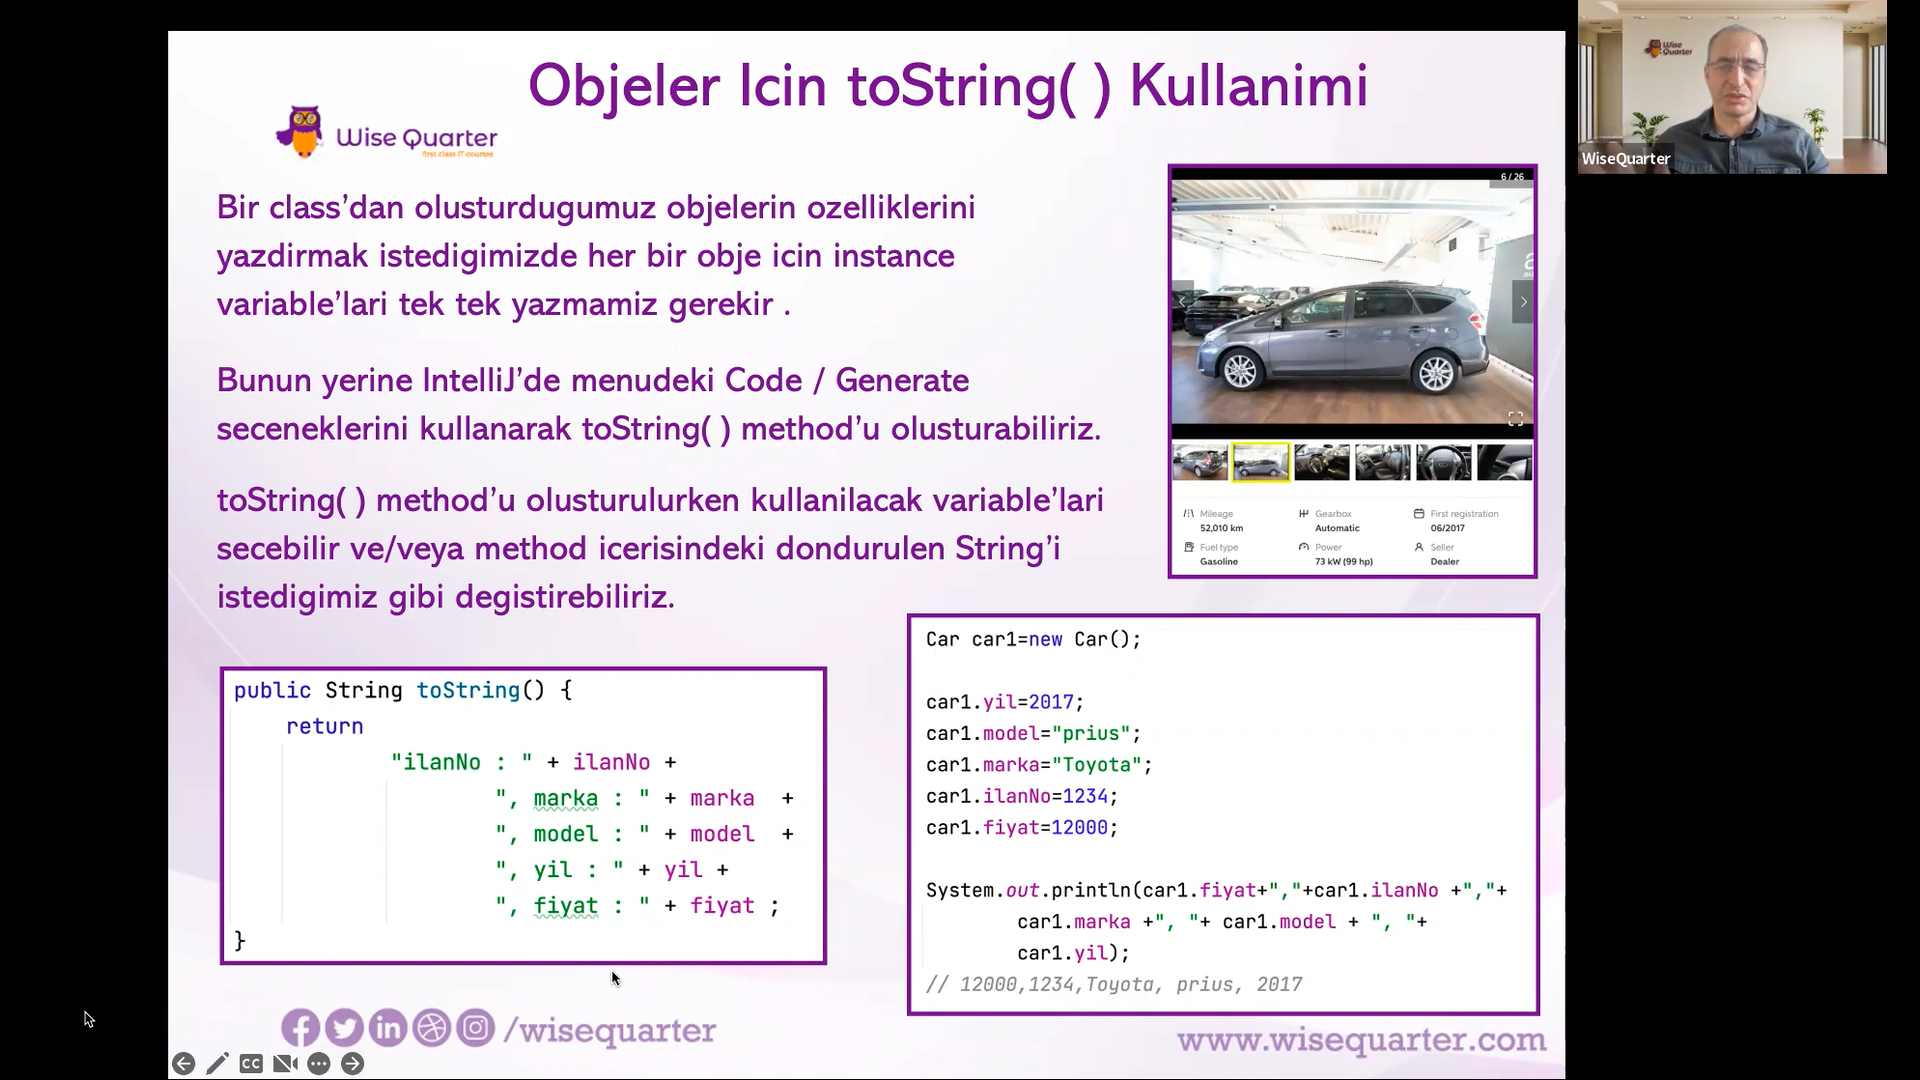 Objeler Icin toString( ) Kullanimi
Wise Quarter
first class IT courses
Bir class’dan olusturdugumuz objelerin ozelliklerini
yazdirmak istedigimizde her bir obje icin instance
variable’lari tek tek yazmamiz gerekir .
Bunun yerine IntelliJ’de menudeki Code / Generate
seceneklerini kullanarak toString( ) method’u olusturabiliriz.
toString( ) method’u olusturulurken kullanilacak variable’lari
secebilir ve/veya method icerisindeki dondurulen String’i
istedigimiz gibi degistirebiliriz.
public String toString() {
return
"ilanNo : " + ilanNo +
", marka : " + marka  +
", model : " + model  +
", yil : " + yil +
", fiyat : " + fiyat ;
}
6 / 26
Mileage
52,010 km
Gearbox
Automatic
First registration
06/2017
Fuel type
Gasoline
Power
73 kW (99 hp)
Seller
Dealer
Car car1=new Car();
car1.yil=2017;
car1.model="prius";
car1.marka="Toyota";
car1.ilanNo=1234;
car1.fiyat=12000;
System.out.println(car1.fiyat+","+car1.ilanNo +","+
car1.marka +", "+ car1.model + ", "+
car1.yil);
// 12000,1234,Toyota, prius, 2017
/wisequarter
www.wisequarter.com
CC
Wise
Quarter
WiseQuarter